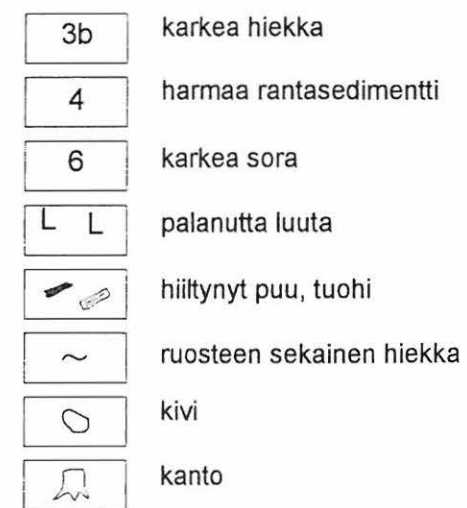 3b karkea hiekka
4 harmaa rantasedimentti
6 karkea sora
L L palanutta luuta
hiiltynyt puu, tuohi
~ ruosteen sekainen hiekka
kivi
kanto